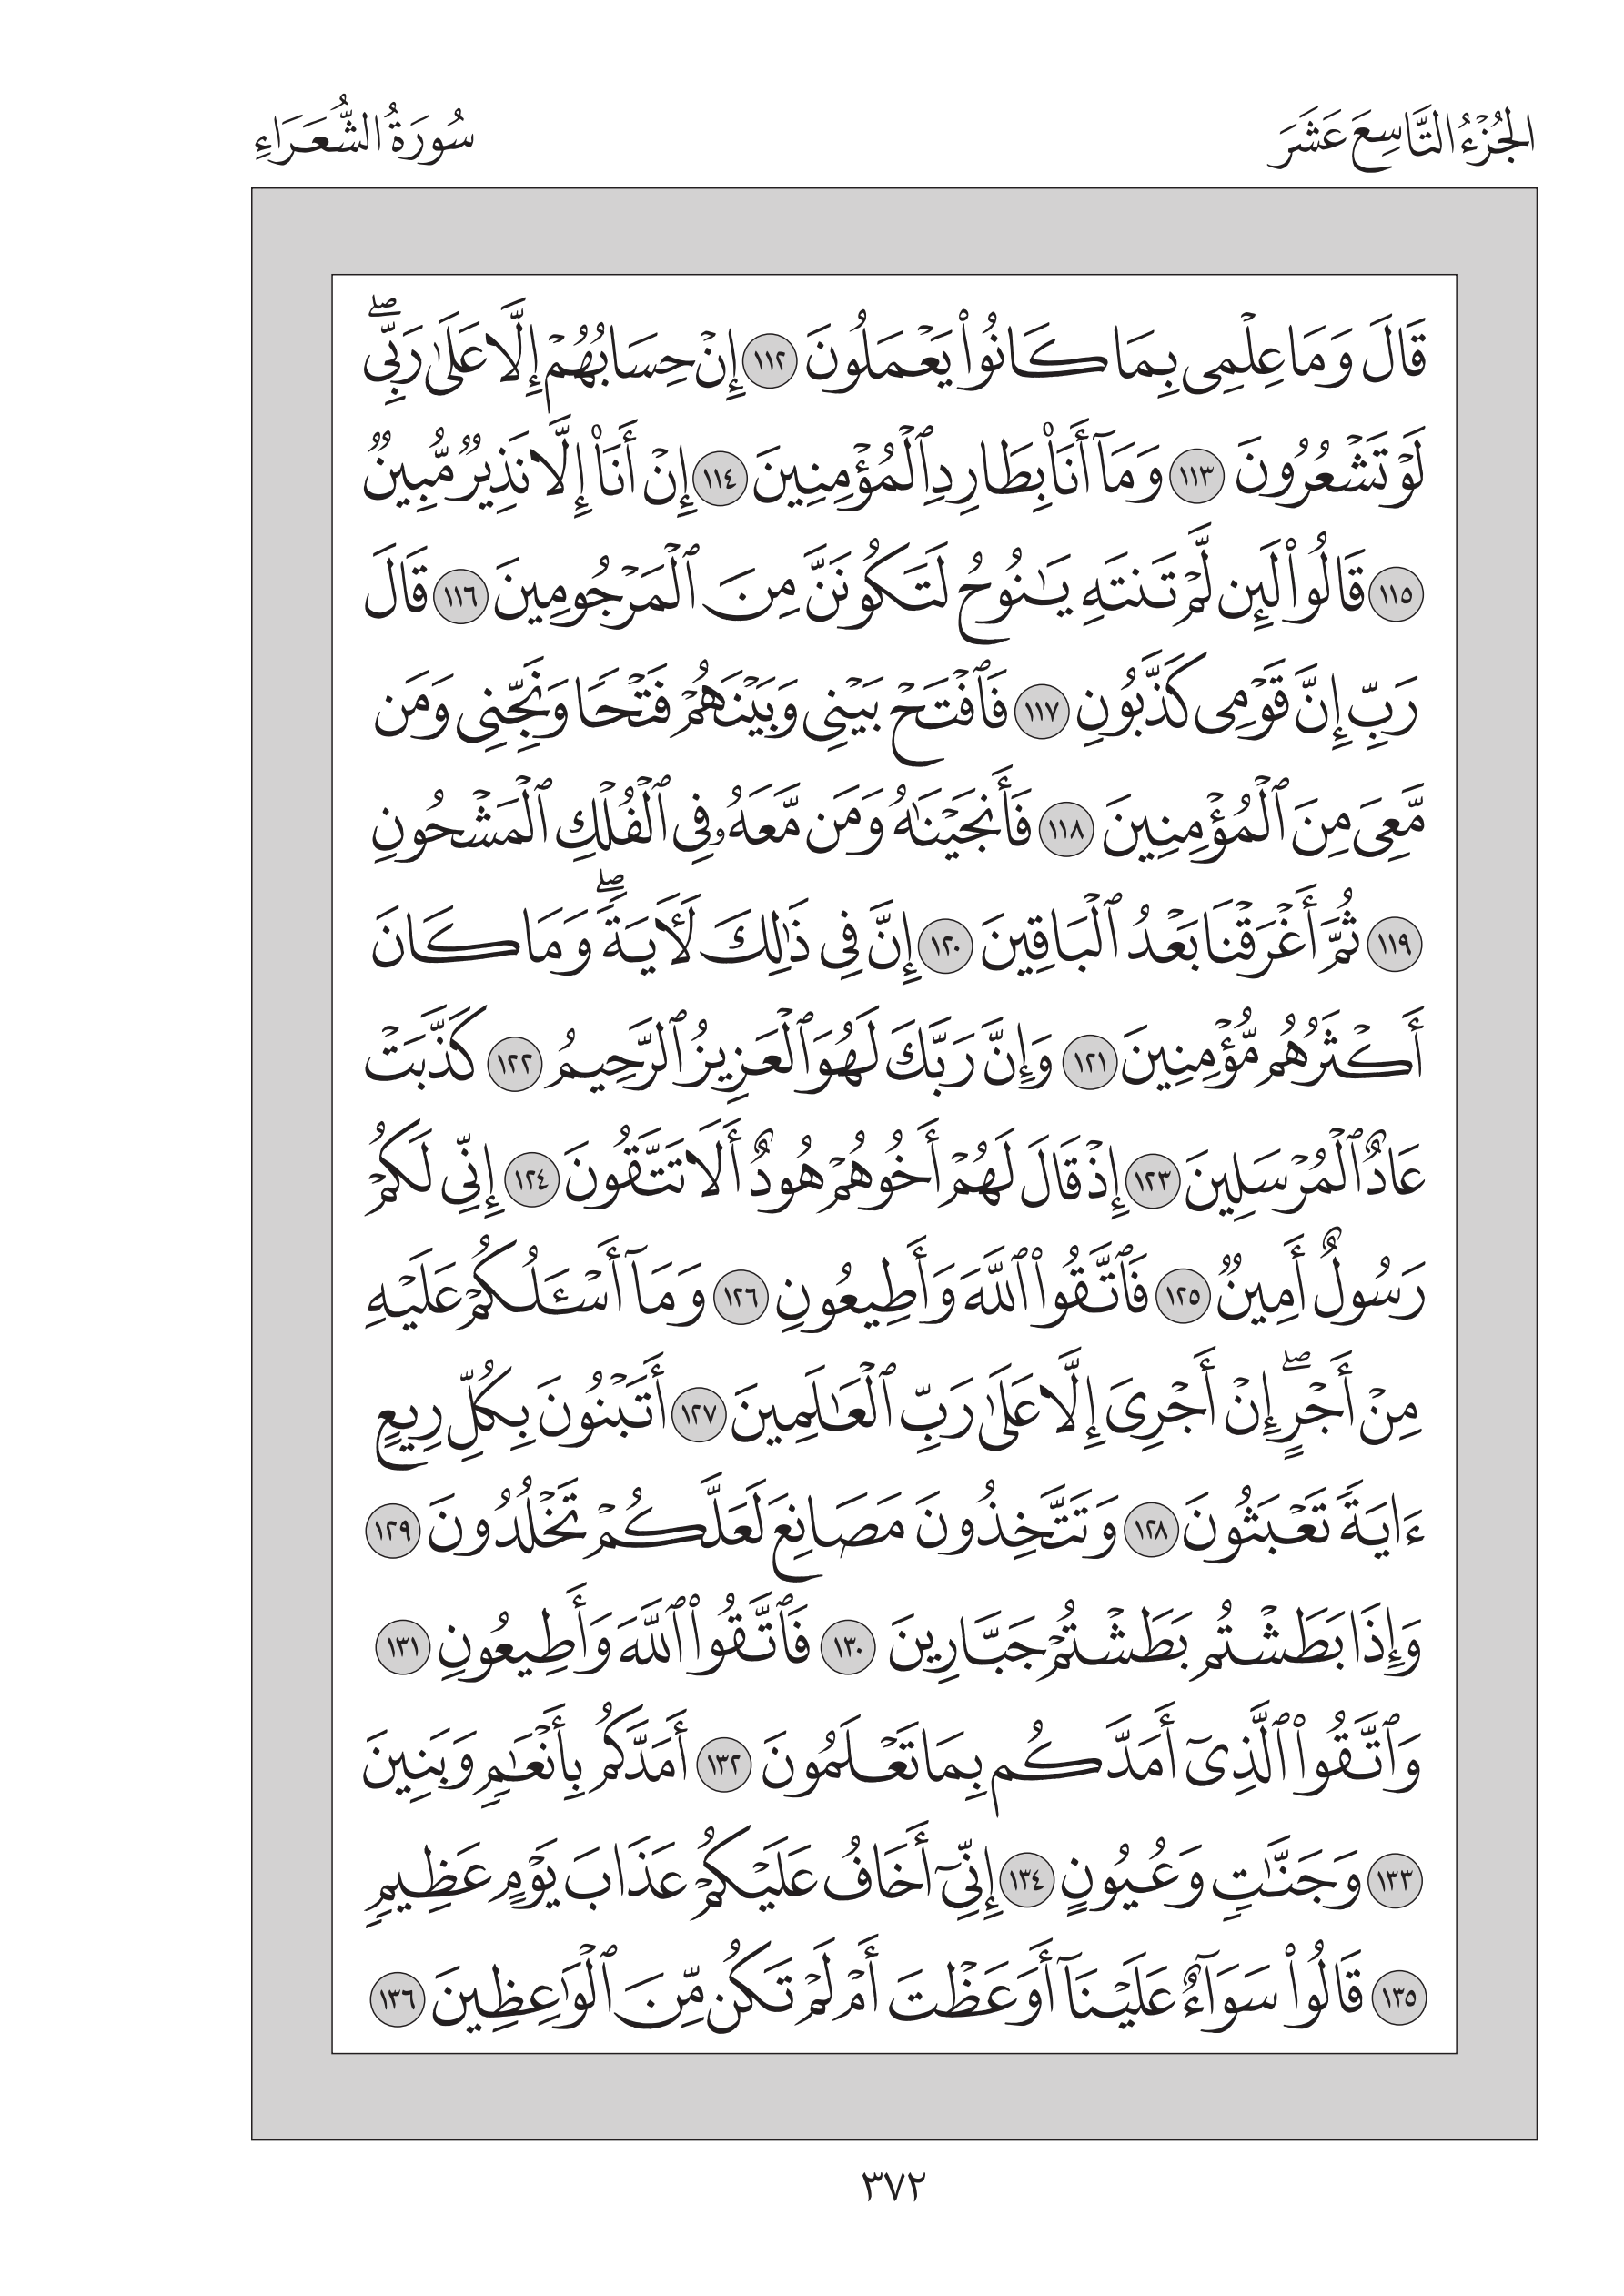 الجُزْءُ التَّاسِعَ عَشَرَ
سُورَةُ الشُّعَرَاءِ
قَالَ وَمَا عِلْمِى بِمَا كَانُوا۟ يَعْمَلُونَ ١١٢ إِنْ حِسَابُهُمْ إِلَّا عَلَىٰ رَبِّى ۖ
لَوْ تَشْعُرُونَ ١١٣ وَمَآ أَنَا۠ بِطَارِدِ ٱلْمُؤْمِنِينَ ١١٤ إِنْ أَنَا۠ إِلَّا نَذِيرٌ مُّبِينٌ
١١٥ قَالُوا۟ لَئِن لَّمْ تَنتَهِ يَـٰنُوحُ لَتَكُونَنَّ مِنَ ٱلْمَرْجُومِينَ ١١٦ قَالَ
رَبِّ إِنَّ قَوْمِى كَذَّبُونِ ١١٧ فَٱفْتَحْ بَيْنِى وَبَيْنَهُمْ فَتْحًا وَنَجِّنِى وَمَن
مَّعِىَ مِنَ ٱلْمُؤْمِنِينَ ١١٨ فَأَنجَيْنَـٰهُ وَمَن مَّعَهُۥ فِى ٱلْفُلْكِ ٱلْمَشْحُونِ
١١٩ ثُمَّ أَغْرَقْنَا بَعْدُ ٱلْبَاقِينَ ١٢٠ إِنَّ فِى ذَٰلِكَ لَـَٔايَةً ۖ وَمَا كَانَ
أَكْثَرُهُم مُّؤْمِنِينَ ١٢١ وَإِنَّ رَبَّكَ لَهُوَ ٱلْعَزِيزُ ٱلرَّحِيمُ ١٢٢ كَذَّبَتْ
عَادٌ ٱلْمُرْسَلِينَ ١٢٣ إِذْ قَالَ لَهُمْ أَخُوهُمْ هُودٌ أَلَا تَتَّقُونَ ١٢٤ إِنِّى لَكُمْ
رَسُولٌ أَمِينٌ ١٢٥ فَٱتَّقُوا۟ ٱللَّهَ وَأَطِيعُونِ ١٢٦ وَمَآ أَسْـَٔلُكُمْ عَلَيْهِ
مِنْ أَجْرٍ ۖ إِنْ أَجْرِىَ إِلَّا عَلَىٰ رَبِّ ٱلْعَـٰلَمِينَ ١٢٧ أَتَبْنُونَ بِكُلِّ رِيعٍ
ءَايَةً تَعْبَثُونَ ١٢٨ وَتَتَّخِذُونَ مَصَانِعَ لَعَلَّكُمْ تَخْلُدُونَ ١٢٩
وَإِذَا بَطَشْتُم بَطَشْتُمْ جَبَّارِينَ ١٣٠ فَٱتَّقُوا۟ ٱللَّهَ وَأَطِيعُونِ ١٣١
وَٱتَّقُوا۟ ٱلَّذِىٓ أَمَدَّكُم بِمَا تَعْلَمُونَ ١٣٢ أَمَدَّكُم بِأَنْعَـٰمٍ وَبَنِينَ
١٣٣ وَجَنَّـٰتٍ وَعُيُونٍ ١٣٤ إِنِّىٓ أَخَافُ عَلَيْكُمْ عَذَابَ يَوْمٍ عَظِيمٍ
١٣٥ قَالُوا۟ سَوَآءٌ عَلَيْنَآ أَوَعَظْتَ أَمْ لَمْ تَكُن مِّنَ ٱلْوَٰعِظِينَ ١٣٦
٣٧٢